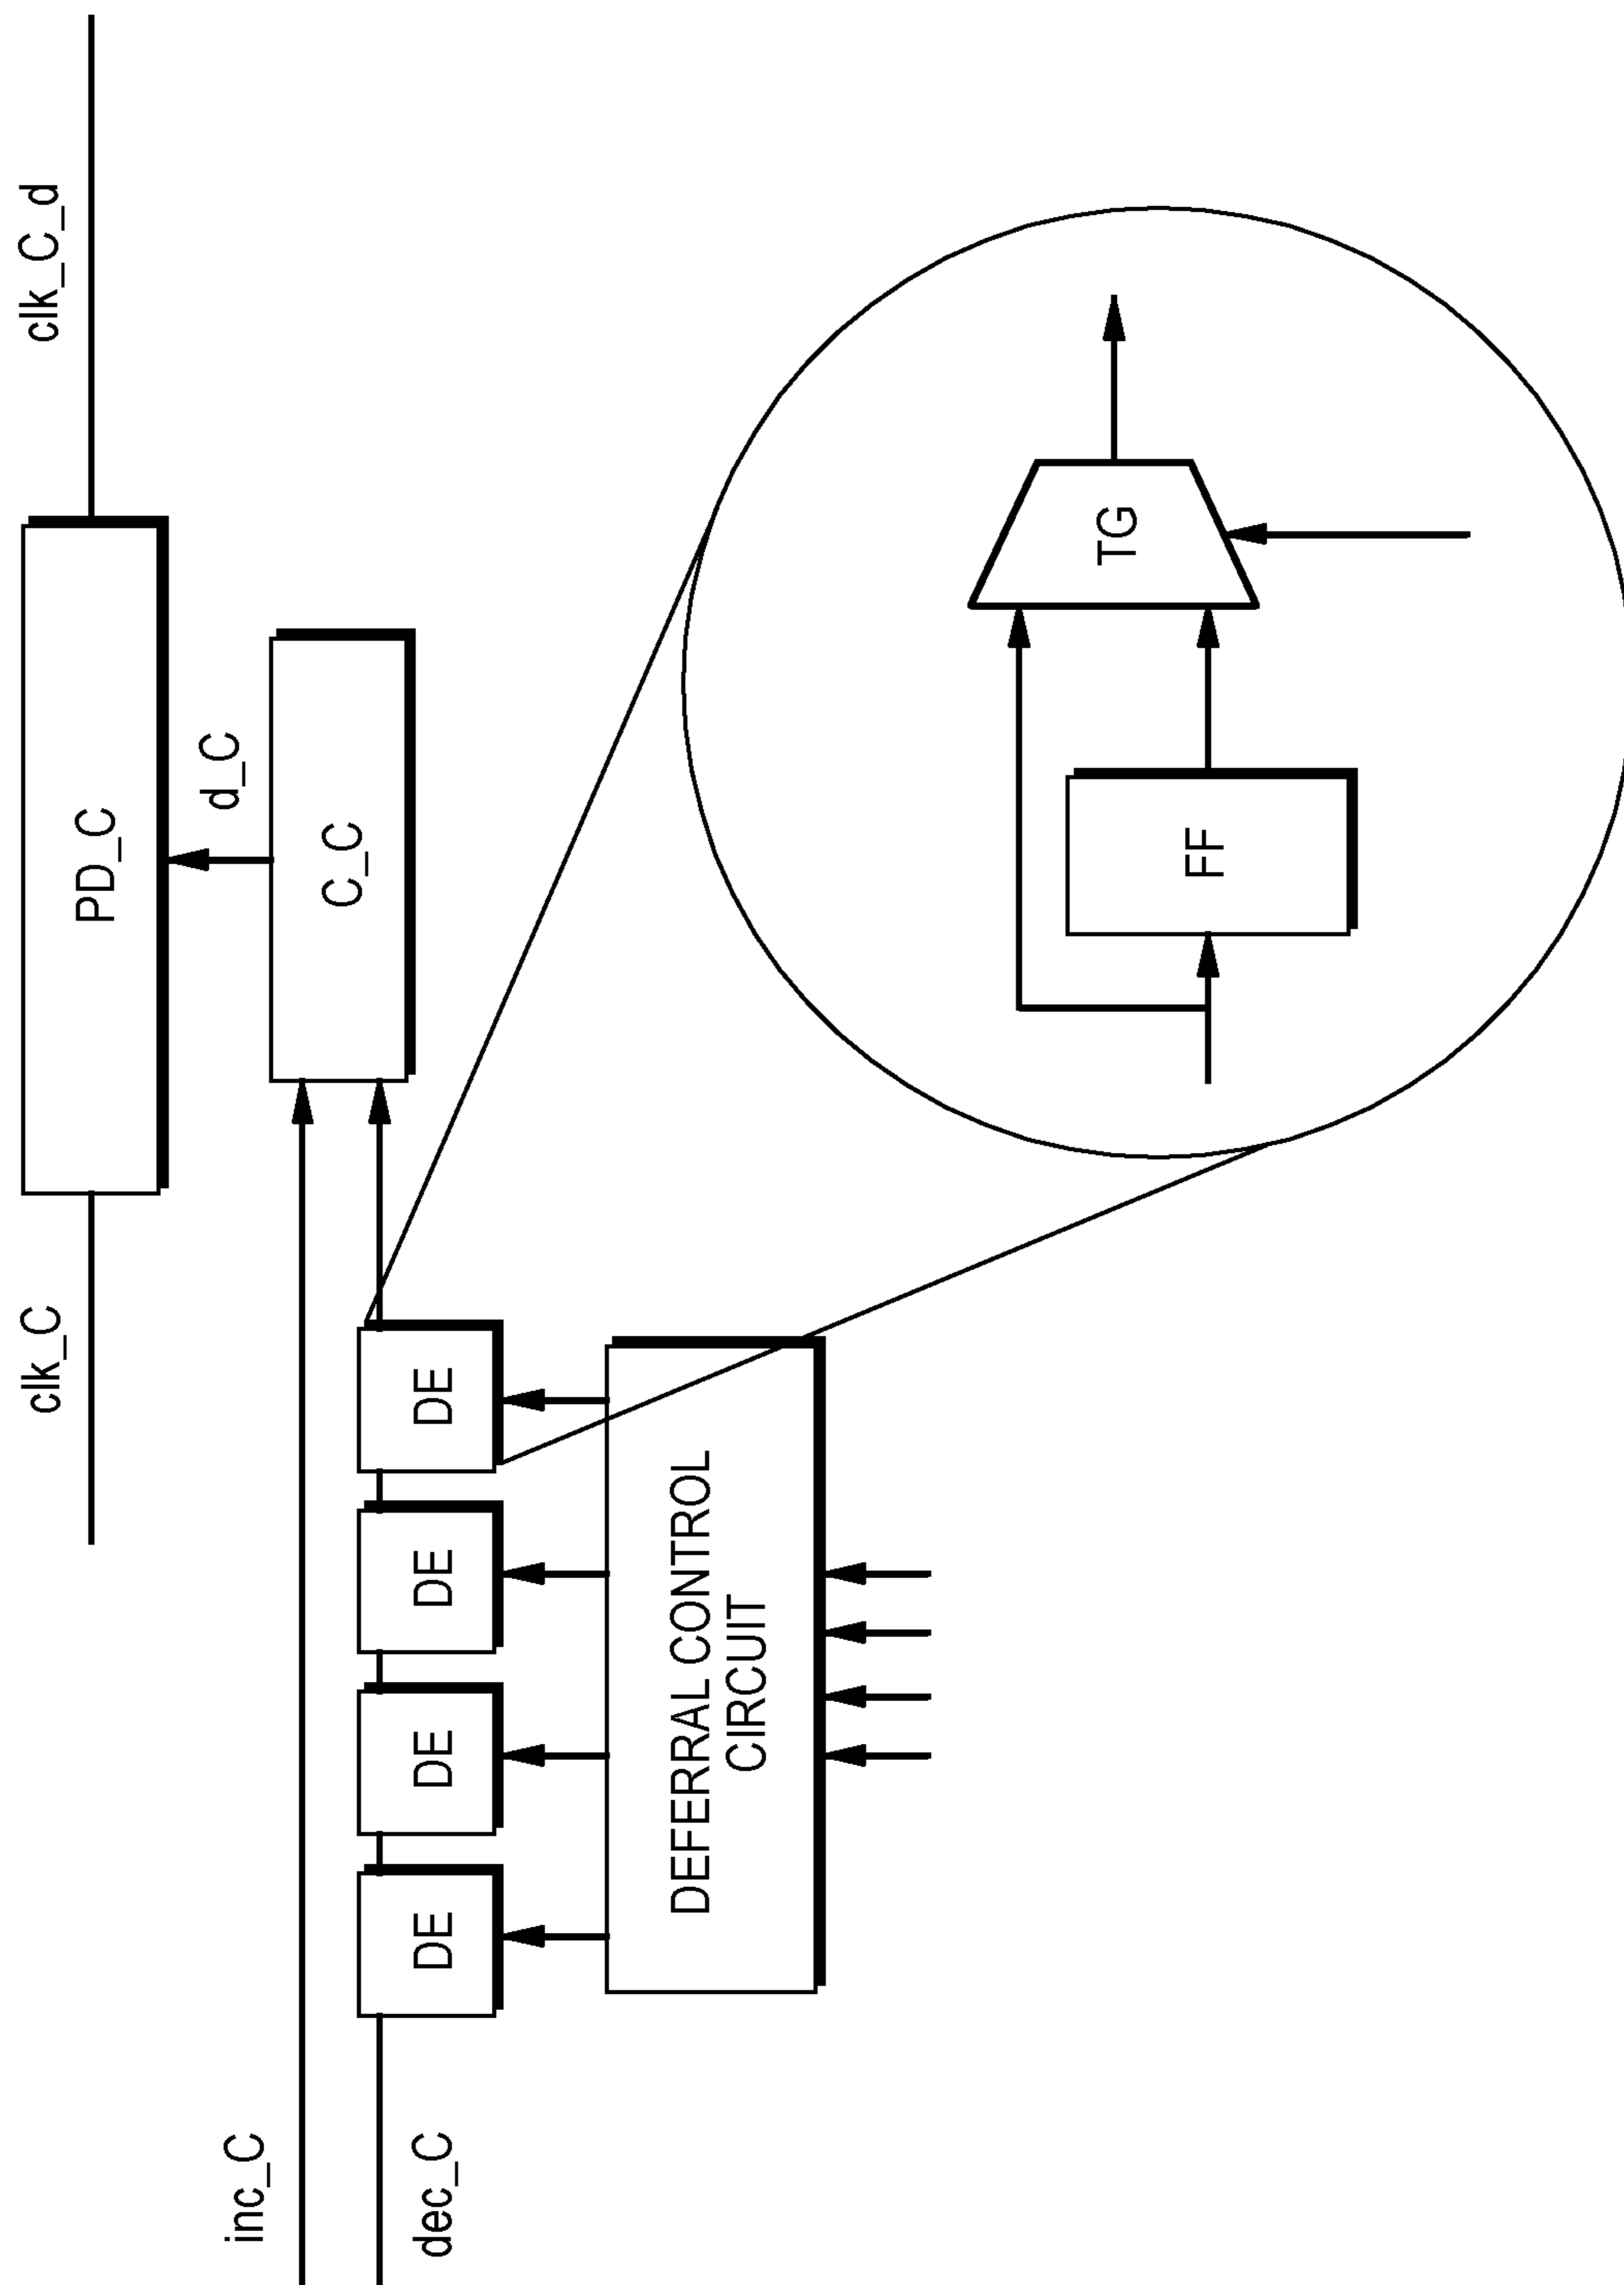 clk_C
PD_C
clk_C_d
d_C
inc_C
C_C
dec_C
DE
DE
DE
DE
DEFERRAL CONTROL
CIRCUIT
TG
FF